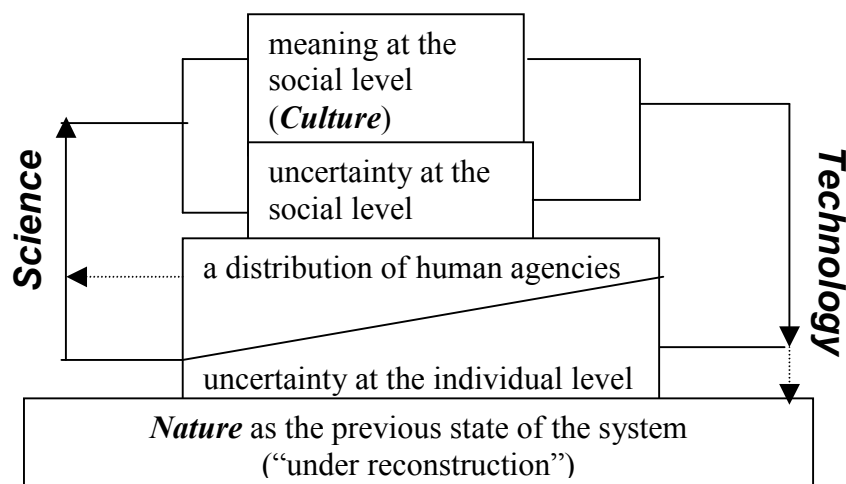 meaning at the
social level
(Culture)
uncertainty at the
social level
Science
Technology
a distribution of human agencies
uncertainty at the individual level
Nature as the previous state of the system
(“under reconstruction”)